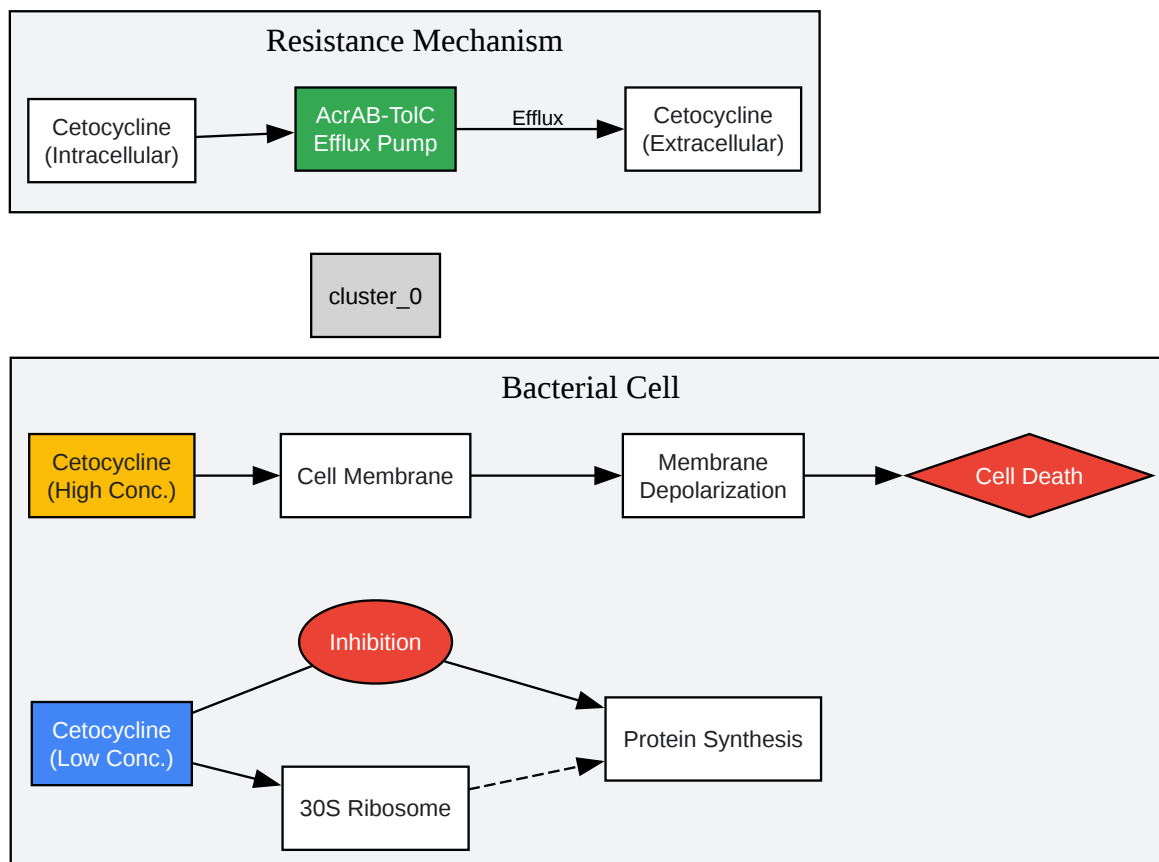 Resistance Mechanism
Cetocycline
(Intracellular)
AcrAB-TolC
Efflux Pump
Efflux
Cetocycline
(Extracellular)
cluster_0
Bacterial Cell
Cetocycline
(High Conc.)
Cell Membrane
Membrane
Depolarization
Cell Death
Inhibition
Cetocycline
(Low Conc.)
30S Ribosome
Protein Synthesis